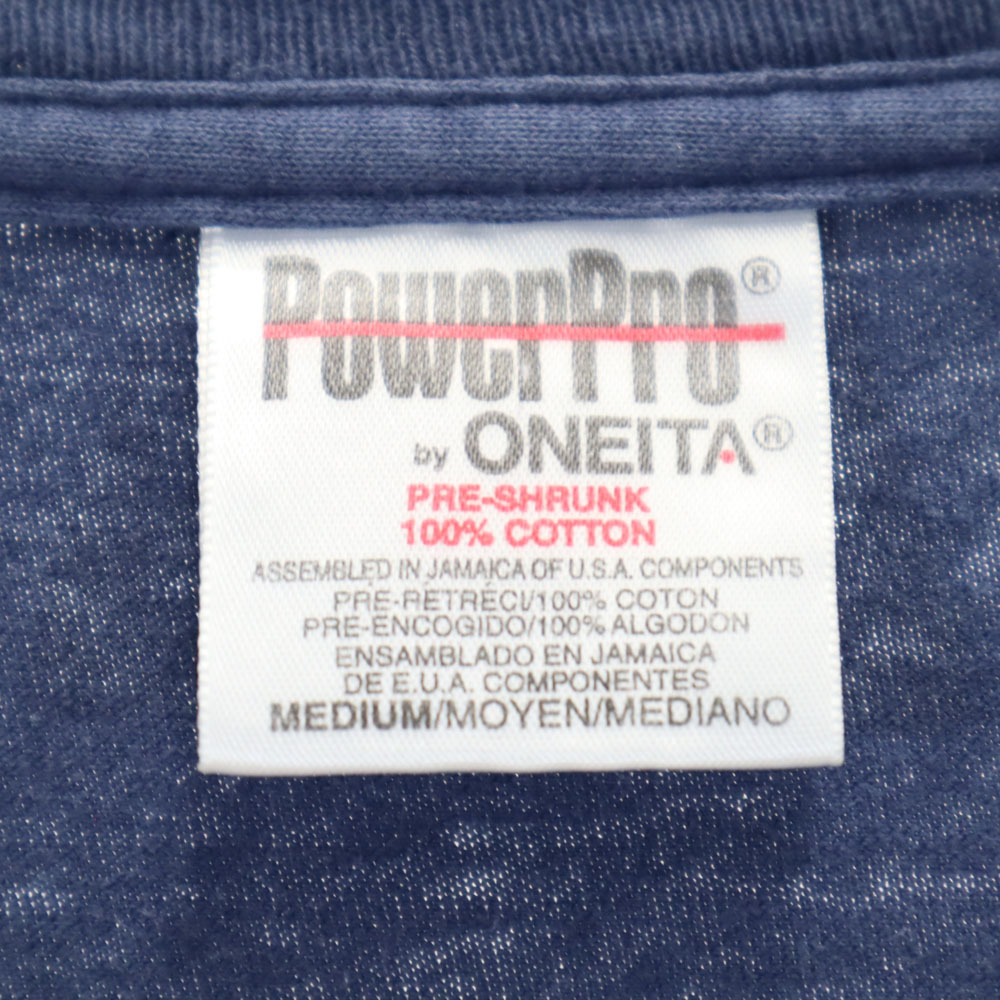 PowerPro®
by ONEITA®
PRE-SHRUNK
100% COTTON
ASSEMBLED IN JAMAICA OF U.S.A. COMPONENTS
PRE-RÉTRÉCI/100% COTON
PRE-ENCOGIDO/100% ALGODON
ENSAMBLADO EN JAMAICA
DE E.U.A. COMPONENTES
MEDIUM/MOYEN/MEDIANO